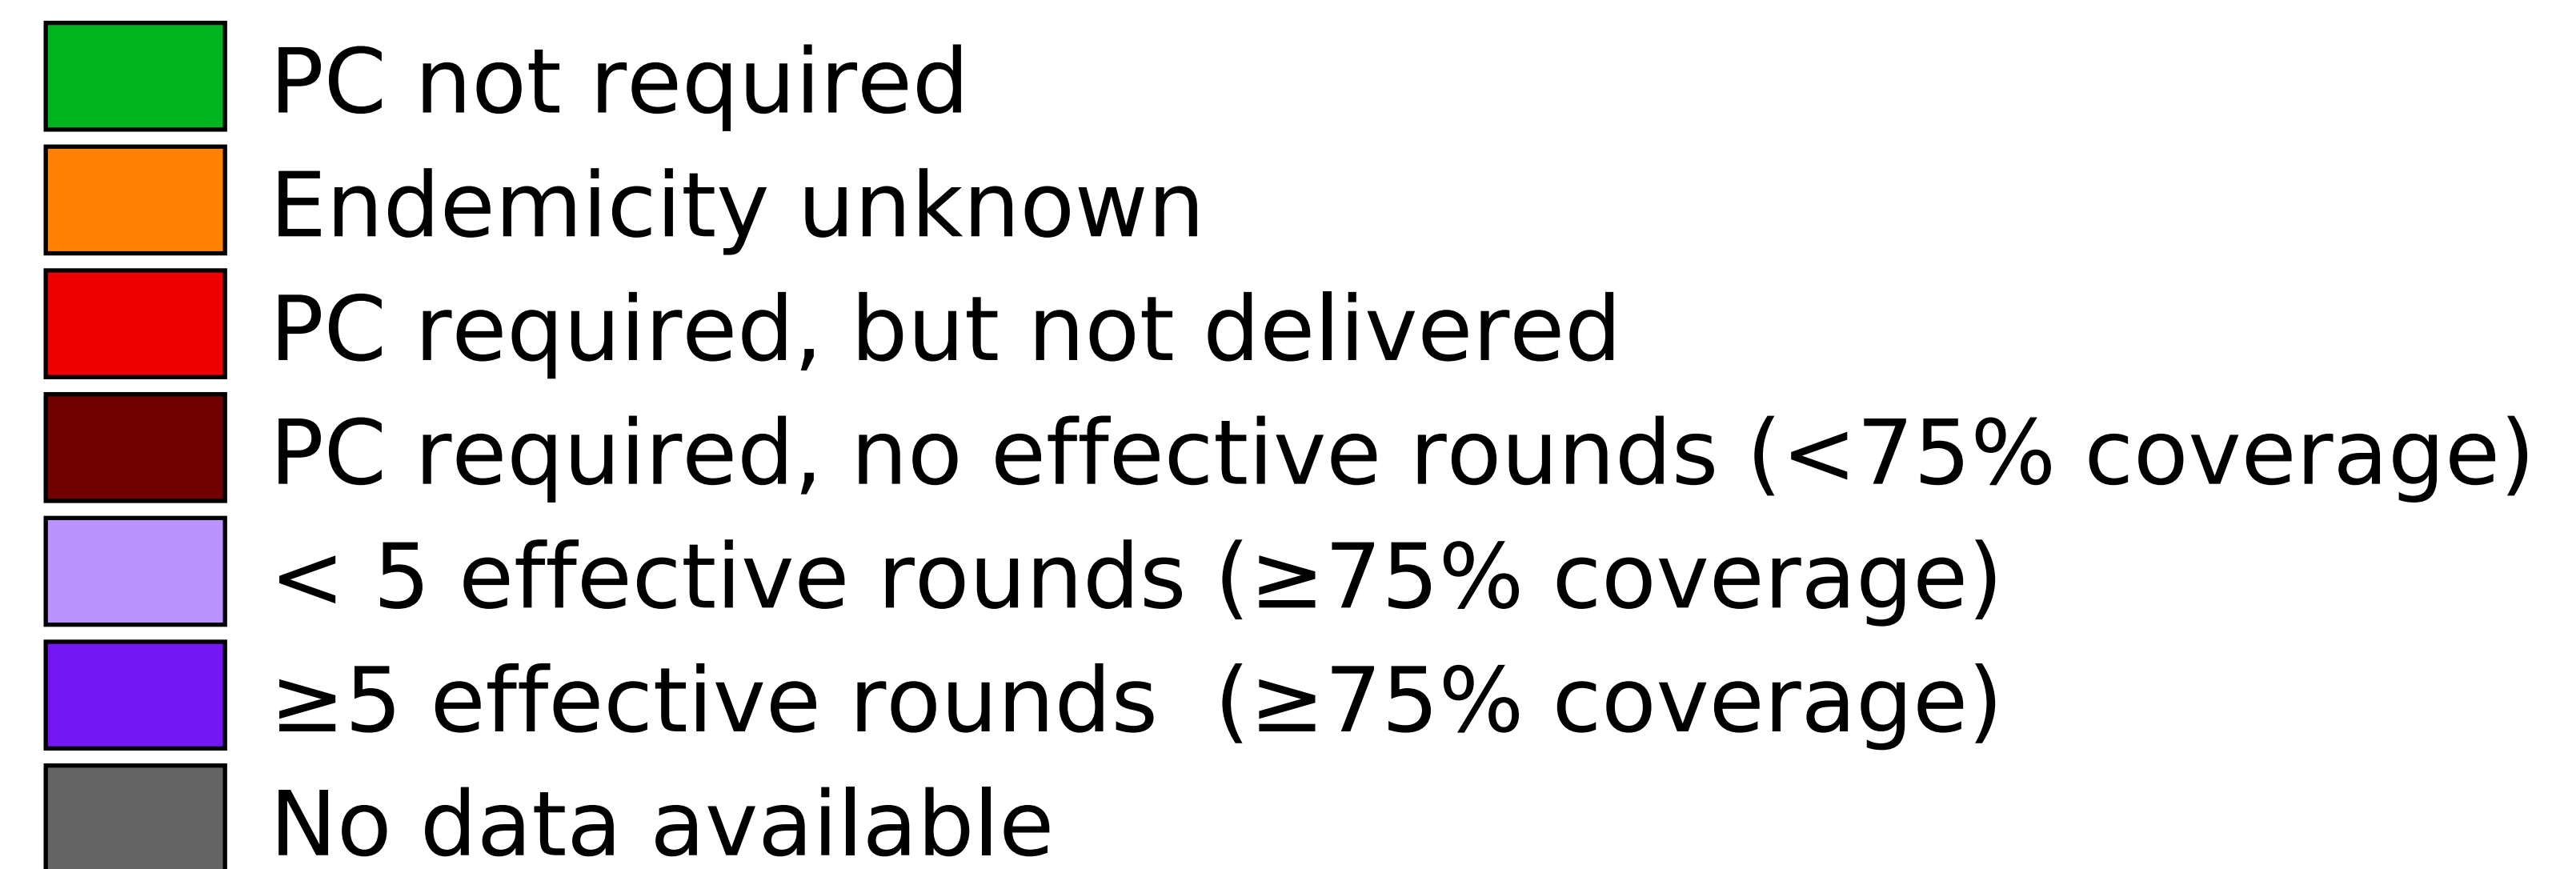 PC not required
Endemicity unknown
PC required, but not delivered
PC required, no effective rounds (<75% coverage)
< 5 effective rounds (≥75% coverage)
≥5 effective rounds  (≥75% coverage)
No data available